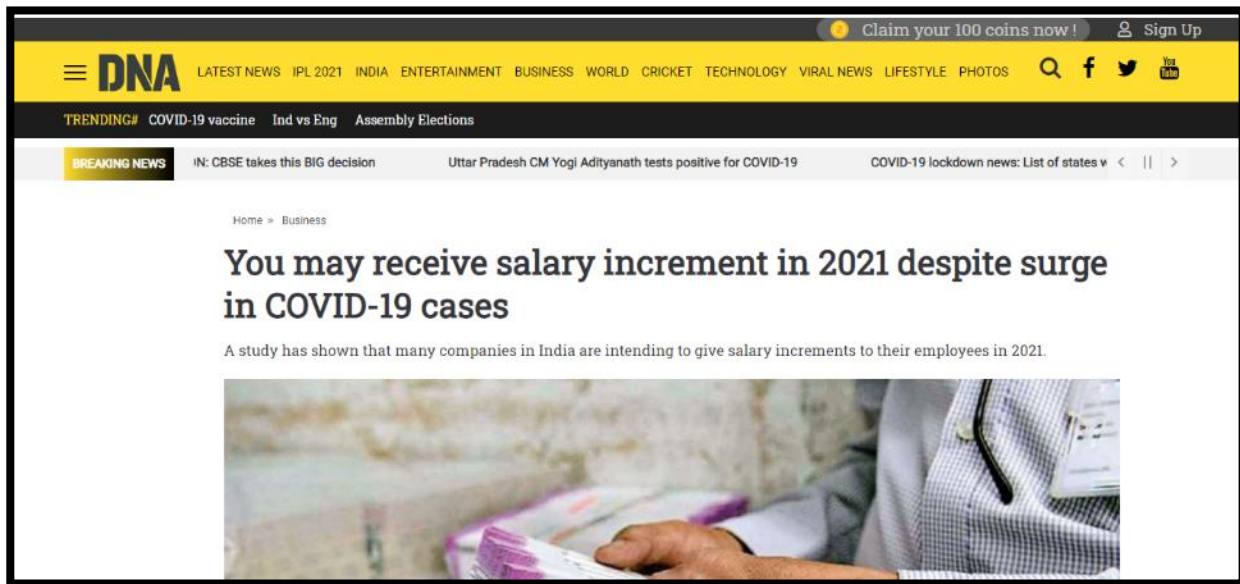 Claim your 100 coins now !
Sign Up
DNA
LATEST NEWS IPL 2021 INDIA ENTERTAINMENT BUSINESS WORLD CRICKET TECHNOLOGY VIRAL NEWS LIFESTYLE PHOTOS
You Tube
TRENDING# COVID-19 vaccine Ind vs Eng Assembly Elections
BREAKING NEWS CBSE takes this BIG decision Uttar Pradesh CM Yogi Adityanath tests positive for COVID-19 COVID-19 lockdown news: List of states
Home » Business
You may receive salary increment in 2021 despite surge
in COVID-19 cases
A study has shown that many companies in India are intending to give salary increments to their employees in 2021.